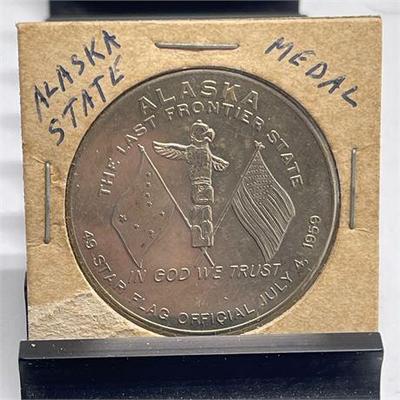 ALASKA
STATE
MEDAL
ALASKA
THE LAST FRONTIER STATE
IN GOD WE TRUST
49 STAR FLAG OFFICIAL JULY 4, 1959